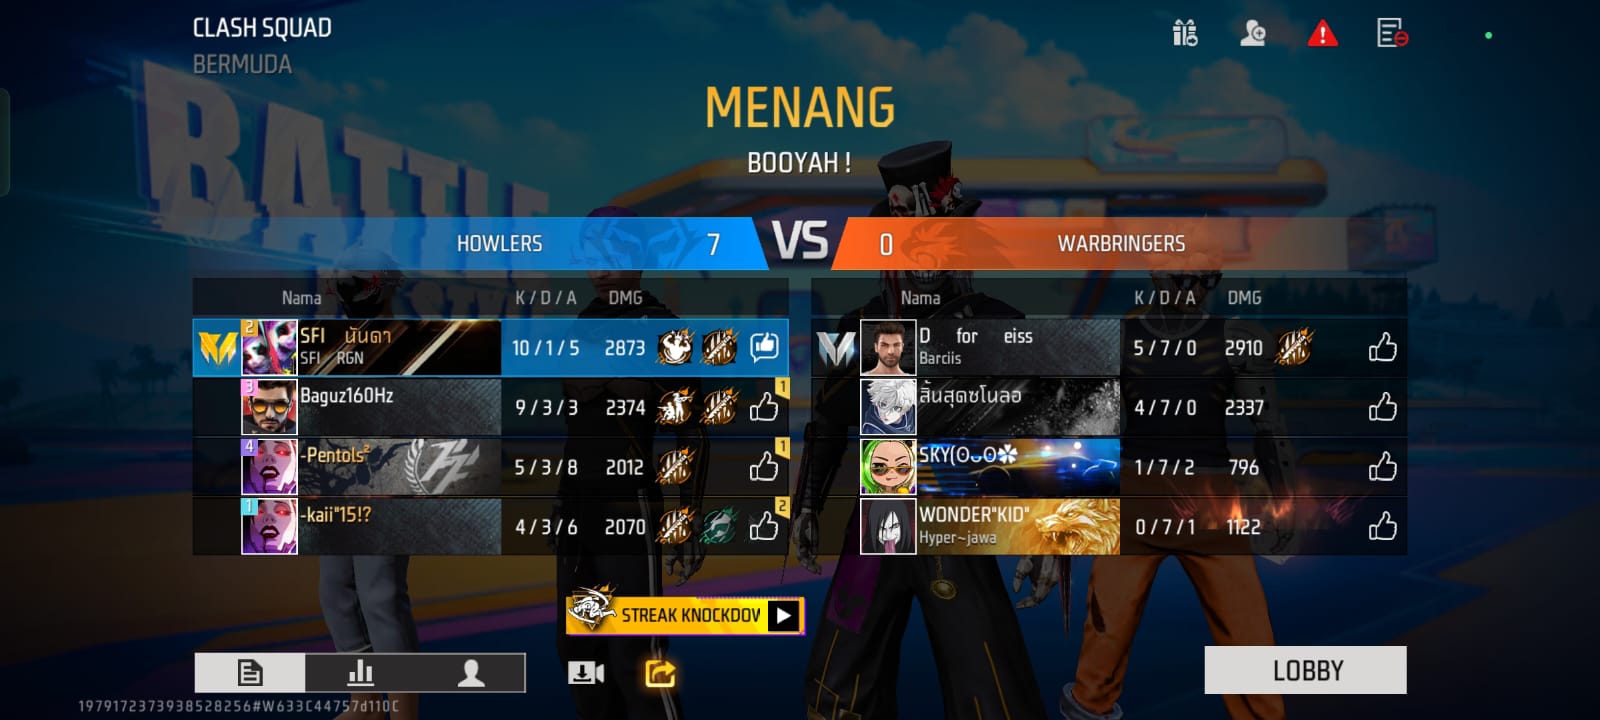 CLASH SQUAD
BERMUDA
MENANG
BOOYAH !
HOWLERS 7 VS 0 WARBRINGERS
Nama K / D / A DMG
2 SFI นันดา 10 / 1 / 5 2873
SFI RGN
3 Baguz160Hz 9 / 3 / 3 2374 1
4 -Pentols² 5 / 3 / 8 2012 1
1 -kaii"15!? 4 / 3 / 6 2070 2
Nama K / D / A DMG
D for eiss 5 / 7 / 0 2910
Barciis
สิ้นสุดซโนลอ 4 / 7 / 0 2337
SKY(OᴗO✿ 1 / 7 / 2 796
WONDER"KID" 0 / 7 / 1 1122
Hyper~jawa
STREAK KNOCKDOV
LOBBY
1979172373938528256#W633C44757d110C